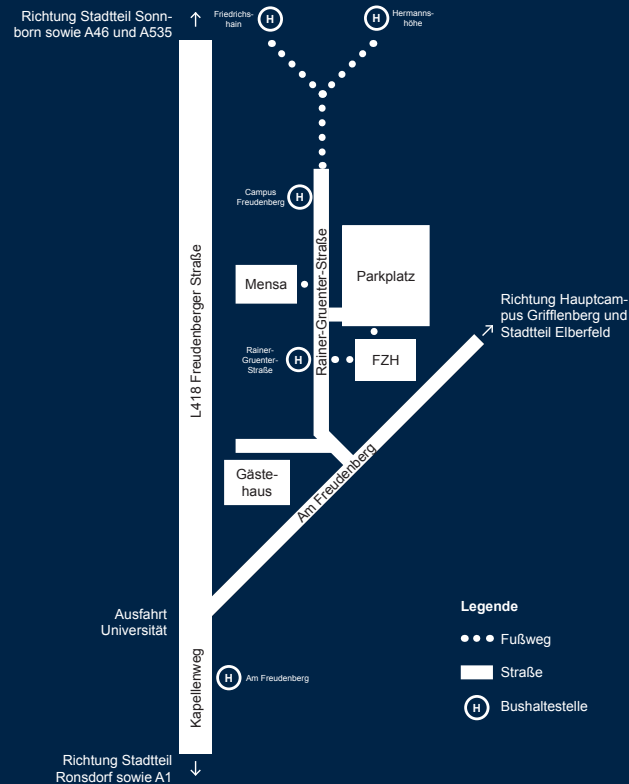 Richtung Stadtteil Sonn-
born sowie A46 und A535
↑
Friedrichs-
hain
H
H
Hermanns-
höhe
Campus
Freudenberg
H
L418 Freudenberger Straße
Rainer-Gruenter-Straße
Mensa
Parkplatz
Richtung Hauptcam-
pus Grifflenberg und
Stadtteil Elberfeld
Rainer-
Gruenter-
Straße
H
FZH
Gäste-
haus
Am Freudenberg
Ausfahrt
Universität
Kapellenweg
H
Am Freudenberg
Legende
Fußweg
Straße
H
Bushaltestelle
Richtung Stadtteil
Ronsdorf sowie A1
↓